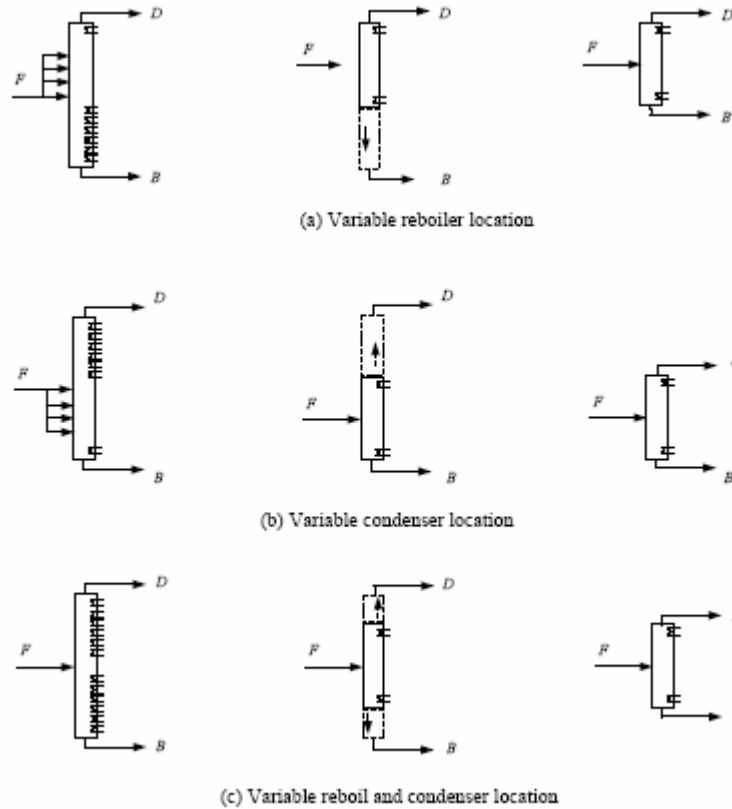 D
D
D
F
F
F
B
B
B
(a) Variable reboiler location
D
D
F
F
F
B
B
B
(b) Variable condenser location
D
D
F
F
F
B
B
(c) Variable reboil and condenser location